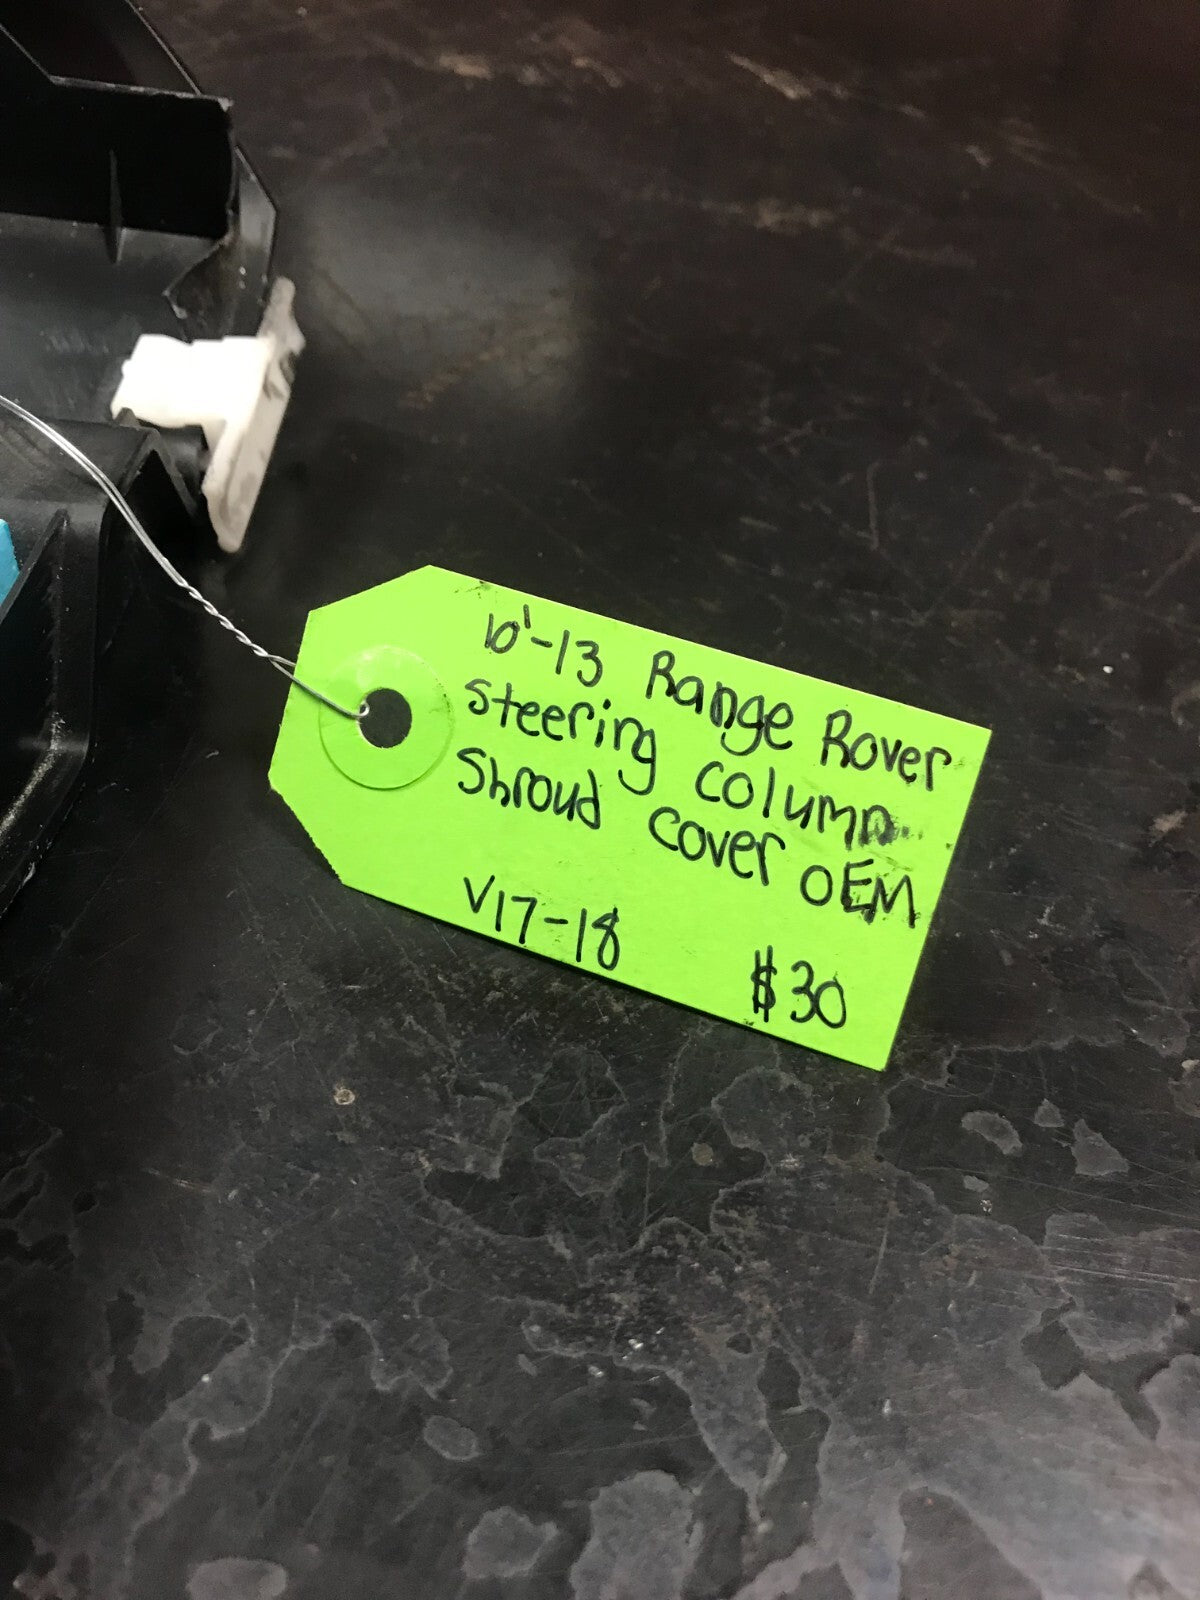 10'-13 Range Rover
Steering column
Shroud cover OEM
V17-18
$30